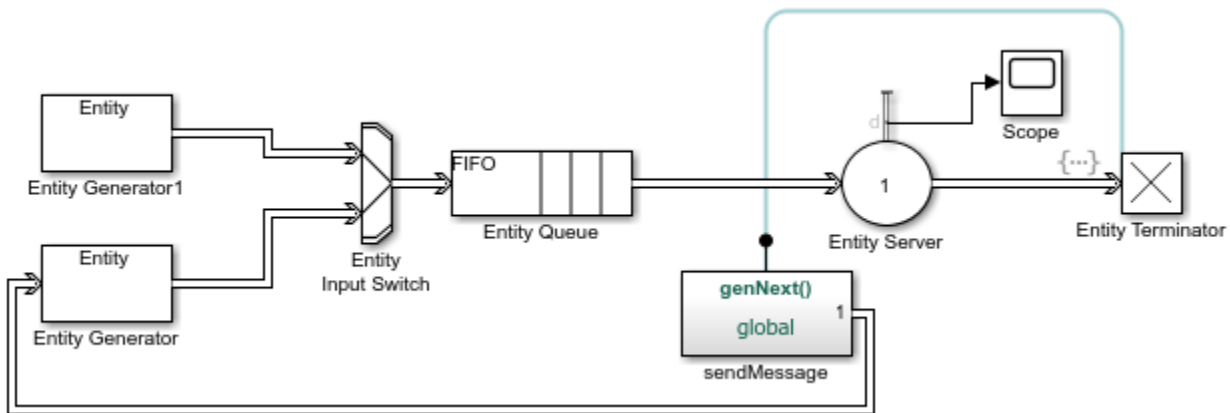 Entity
Entity Generator1
Entity
Entity Generator
Entity
Input Switch
FIFO
Entity Queue
d
1
Entity Server
Scope
{...}
Entity Terminator
genNext()
global
1
sendMessage